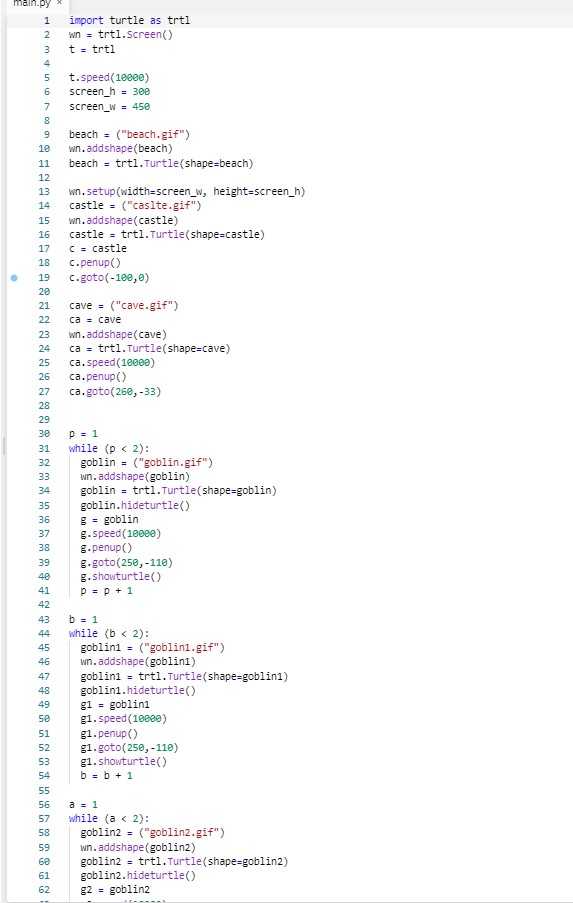 main.py ×
1 import turtle as trtl
2 wn = trtl.Screen()
3 t = trtl
4
5 t.speed(10000)
6 screen_h = 300
7 screen_w = 450
8
9 beach = ("beach.gif")
10 wn.addshape(beach)
11 beach = trtl.Turtle(shape=beach)
12
13 wn.setup(width=screen_w, height=screen_h)
14 castle = ("caslte.gif")
15 wn.addshape(castle)
16 castle = trtl.Turtle(shape=castle)
17 c = castle
18 c.penup()
19 c.goto(-100,0)
20
21 cave = ("cave.gif")
22 ca = cave
23 wn.addshape(cave)
24 ca = trtl.Turtle(shape=cave)
25 ca.speed(10000)
26 ca.penup()
27 ca.goto(260,-33)
28
29
30 p = 1
31 while (p < 2):
32 goblin = ("goblin.gif")
33 wn.addshape(goblin)
34 goblin = trtl.Turtle(shape=goblin)
35 goblin.hideturtle()
36 g = goblin
37 g.speed(10000)
38 g.penup()
39 g.goto(250,-110)
40 g.showturtle()
41 p = p + 1
42
43 b = 1
44 while (b < 2):
45 goblin1 = ("goblin1.gif")
46 wn.addshape(goblin1)
47 goblin1 = trtl.Turtle(shape=goblin1)
48 goblin1.hideturtle()
49 g1 = goblin1
50 g1.speed(10000)
51 g1.penup()
52 g1.goto(250,-110)
53 g1.showturtle()
54 b = b + 1
55
56 a = 1
57 while (a < 2):
58 goblin2 = ("goblin2.gif")
59 wn.addshape(goblin2)
60 goblin2 = trtl.Turtle(shape=goblin2)
61 goblin2.hideturtle()
62 g2 = goblin2